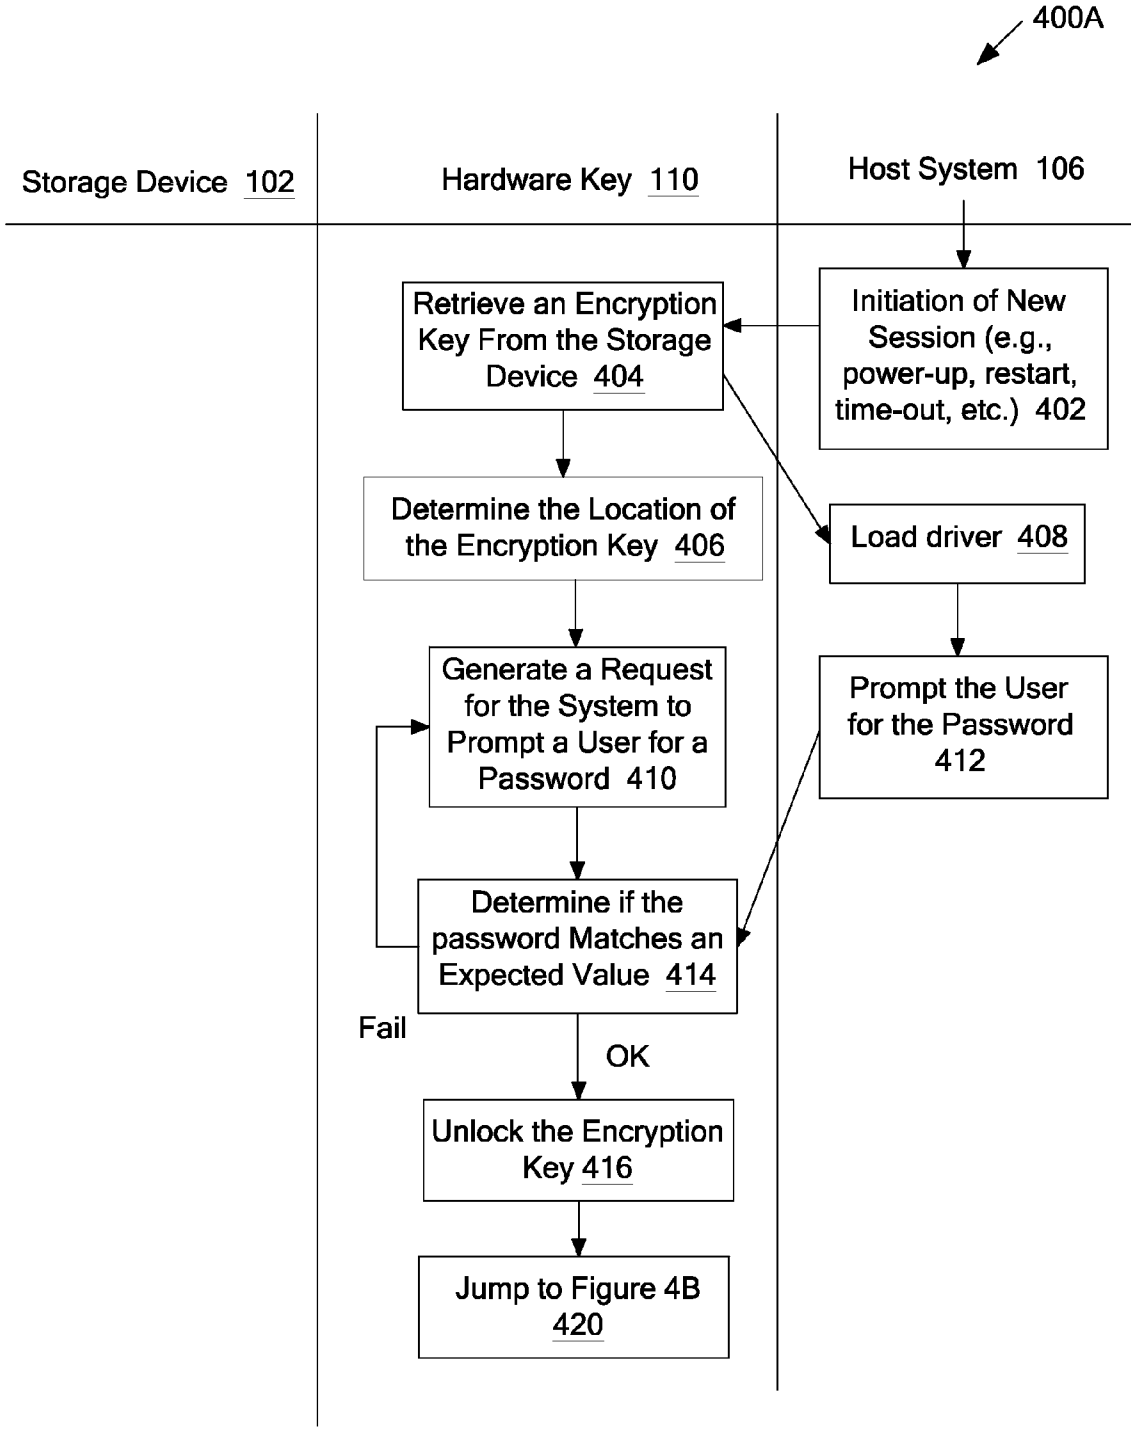 400A
Storage Device 102
Hardware Key 110
Host System 106
Retrieve an Encryption
Key From the Storage
Device 404
Initiation of New
Session (e.g.,
power-up, restart,
time-out, etc.) 402
Determine the Location of
the Encryption Key 406
Load driver 408
Generate a Request
for the System to
Prompt a User for a
Password 410
Prompt the User
for the Password
412
Determine if the
password Matches an
Expected Value 414
Fail
OK
Unlock the Encryption
Key 416
Jump to Figure 4B
420